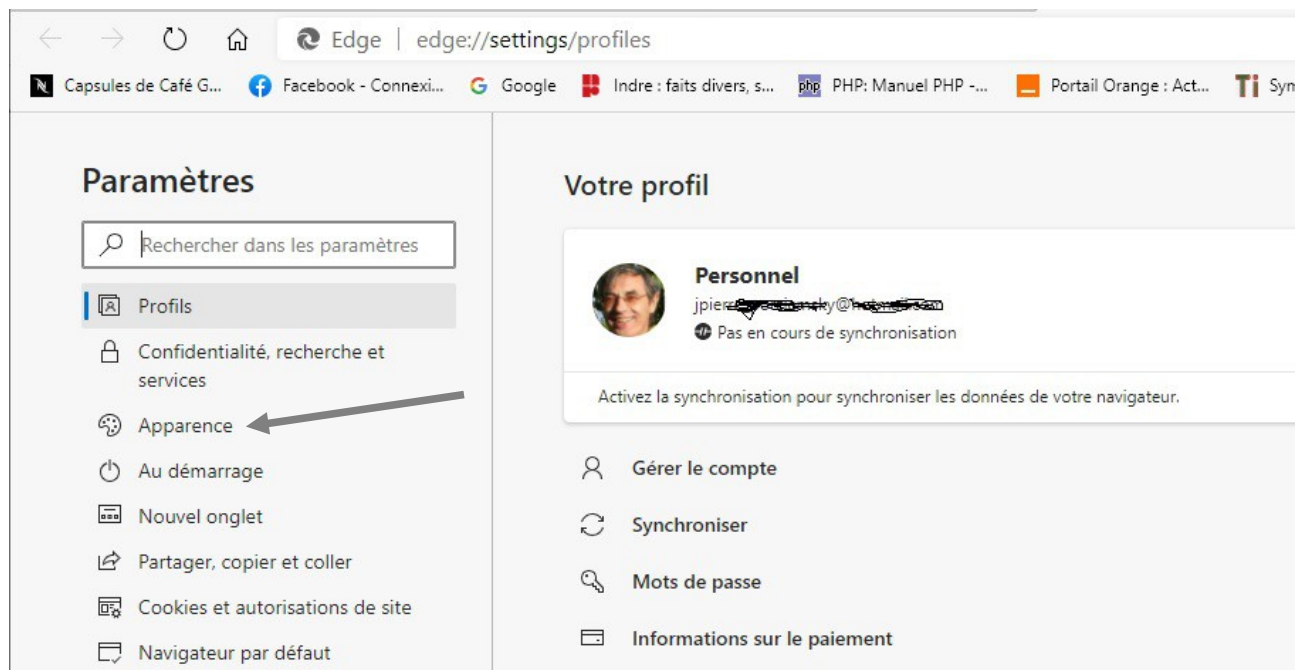 Edge | edge://settings/profiles
Capsules de Café G... Facebook - Connexi... Google Indre : faits divers, s... php PHP: Manuel PHP -... Portail Orange : Act... Ti Sym
Paramètres
Rechercher dans les paramètres
Profils
Confidentialité, recherche et
services
Apparence
Au démarrage
Nouvel onglet
Partager, copier et coller
Cookies et autorisations de site
Navigateur par défaut
Votre profil
Personnel
Pas en cours de synchronisation
Activez la synchronisation pour synchroniser les données de votre navigateur.
Gérer le compte
Synchroniser
Mots de passe
Informations sur le paiement